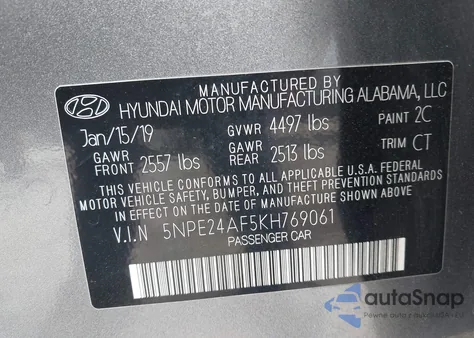 MANUFACTURED BY
HYUNDAI MOTOR MANUFACTURING ALABAMA, LLC
Jan/15/19 GVWR 4497 lbs PAINT 2C
GAWR FRONT 2557 lbs GAWR REAR 2513 lbs TRIM CT
THIS VEHICLE CONFORMS TO ALL APPLICABLE U.S.A. FEDERAL
MOTOR VEHICLE SAFETY, BUMPER, AND THEFT PREVENTION
STANDARDS IN EFFECT ON THE DATE OF MANUFACTURE SHOWN ABOVE
V.I.N 5NPE24AF5KH769061
PASSENGER CAR
autaSnap